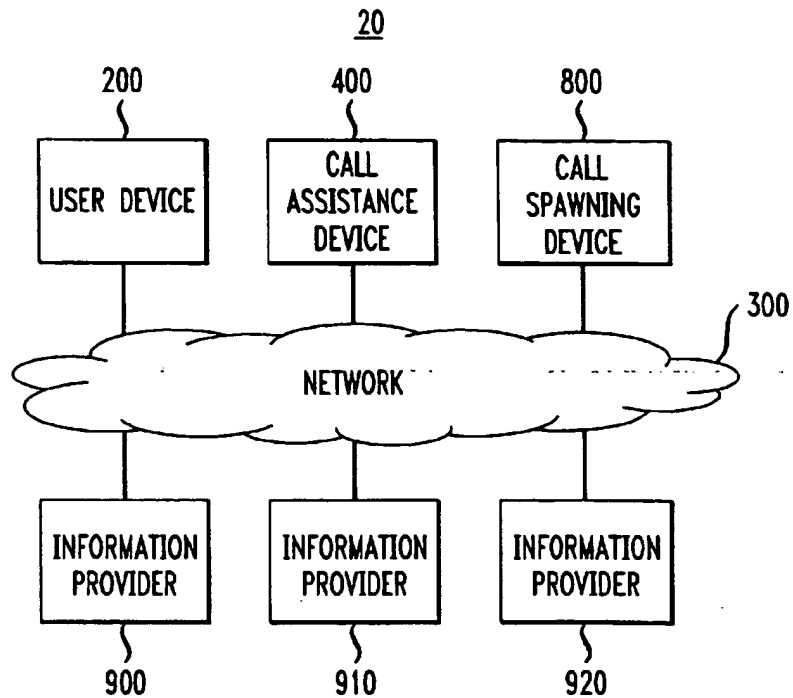 20
200
400
800
USER DEVICE
CALL
ASSISTANCE
DEVICE
CALL
SPAWNING
DEVICE
300
NETWORK
INFORMATION
PROVIDER
INFORMATION
PROVIDER
INFORMATION
PROVIDER
900
910
920